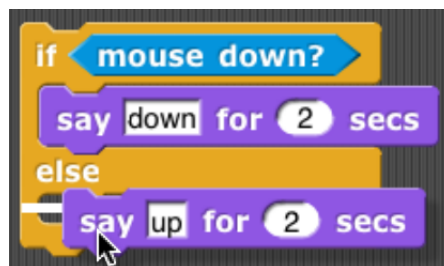 if mouse down?
say down for 2 secs
else
say up for 2 secs